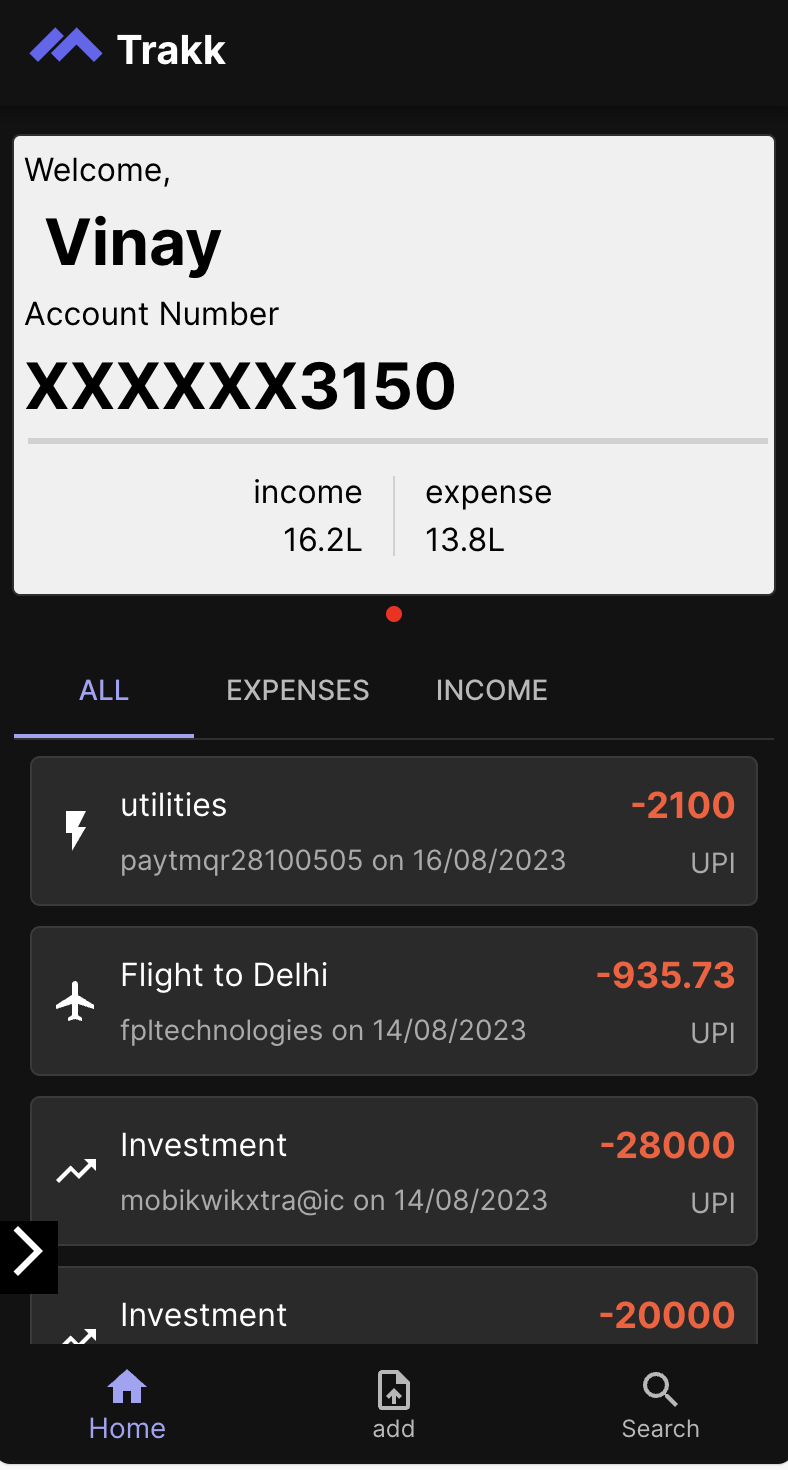 Trakk
Welcome,
Vinay
Account Number
XXXXXX3150
income expense
16.2L 13.8L
ALL EXPENSES INCOME
utilities -2100
paytmqr28100505 on 16/08/2023 UPI
Flight to Delhi -935.73
fpltechnologies on 14/08/2023 UPI
Investment -28000
mobikwikxtra@ic on 14/08/2023 UPI
Investment -20000
Home add Search